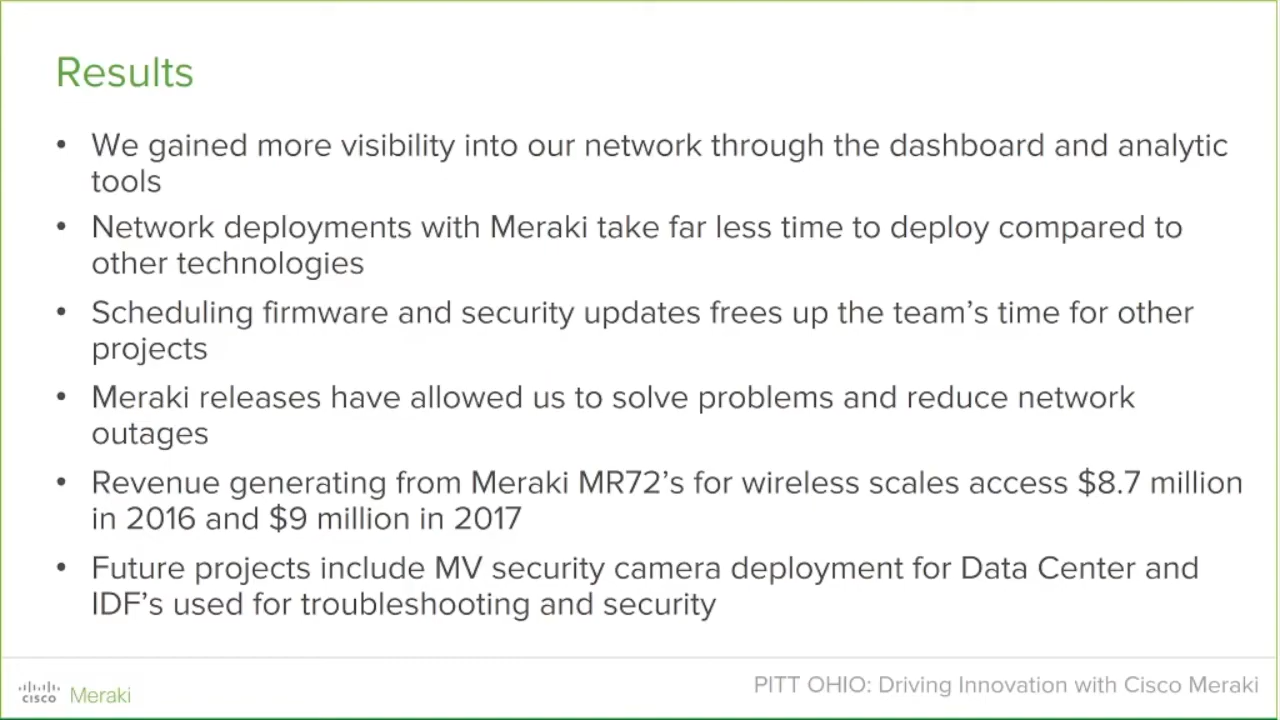 Results
• We gained more visibility into our network through the dashboard and analytic
tools
• Network deployments with Meraki take far less time to deploy compared to
other technologies
• Scheduling firmware and security updates frees up the team’s time for other
projects
• Meraki releases have allowed us to solve problems and reduce network
outages
• Revenue generating from Meraki MR72’s for wireless scales access $8.7 million
in 2016 and $9 million in 2017
• Future projects include MV security camera deployment for Data Center and
IDF’s used for troubleshooting and security
CISCO Meraki
PITT OHIO: Driving Innovation with Cisco Meraki